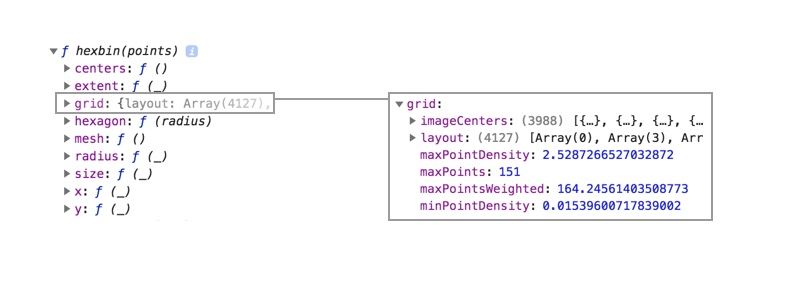 ▼ ƒ hexbin(points) i
▶ centers: ƒ ()
▶ extent: ƒ (_)
▶ grid: {layout: Array(4127),
▶ hexagon: ƒ (radius)
▶ mesh: ƒ ()
▶ radius: ƒ (_)
▶ size: ƒ (_)
▶ x: ƒ (_)
▶ y: ƒ (_)
▼ grid:
▶ imageCenters: (3988) [{…}, {…}, {…}, {…
▶ layout: (4127) [Array(0), Array(3), Arr
maxPointDensity: 2.5287266527032872
maxPoints: 151
maxPointsWeighted: 164.24561403508773
minPointDensity: 0.01539600717839002